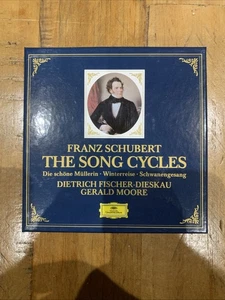 FRANZ SCHUBERT
THE SONG CYCLES
Die schöne Müllerin · Winterreise · Schwanengesang
DIETRICH FISCHER-DIESKAU
GERALD MOORE